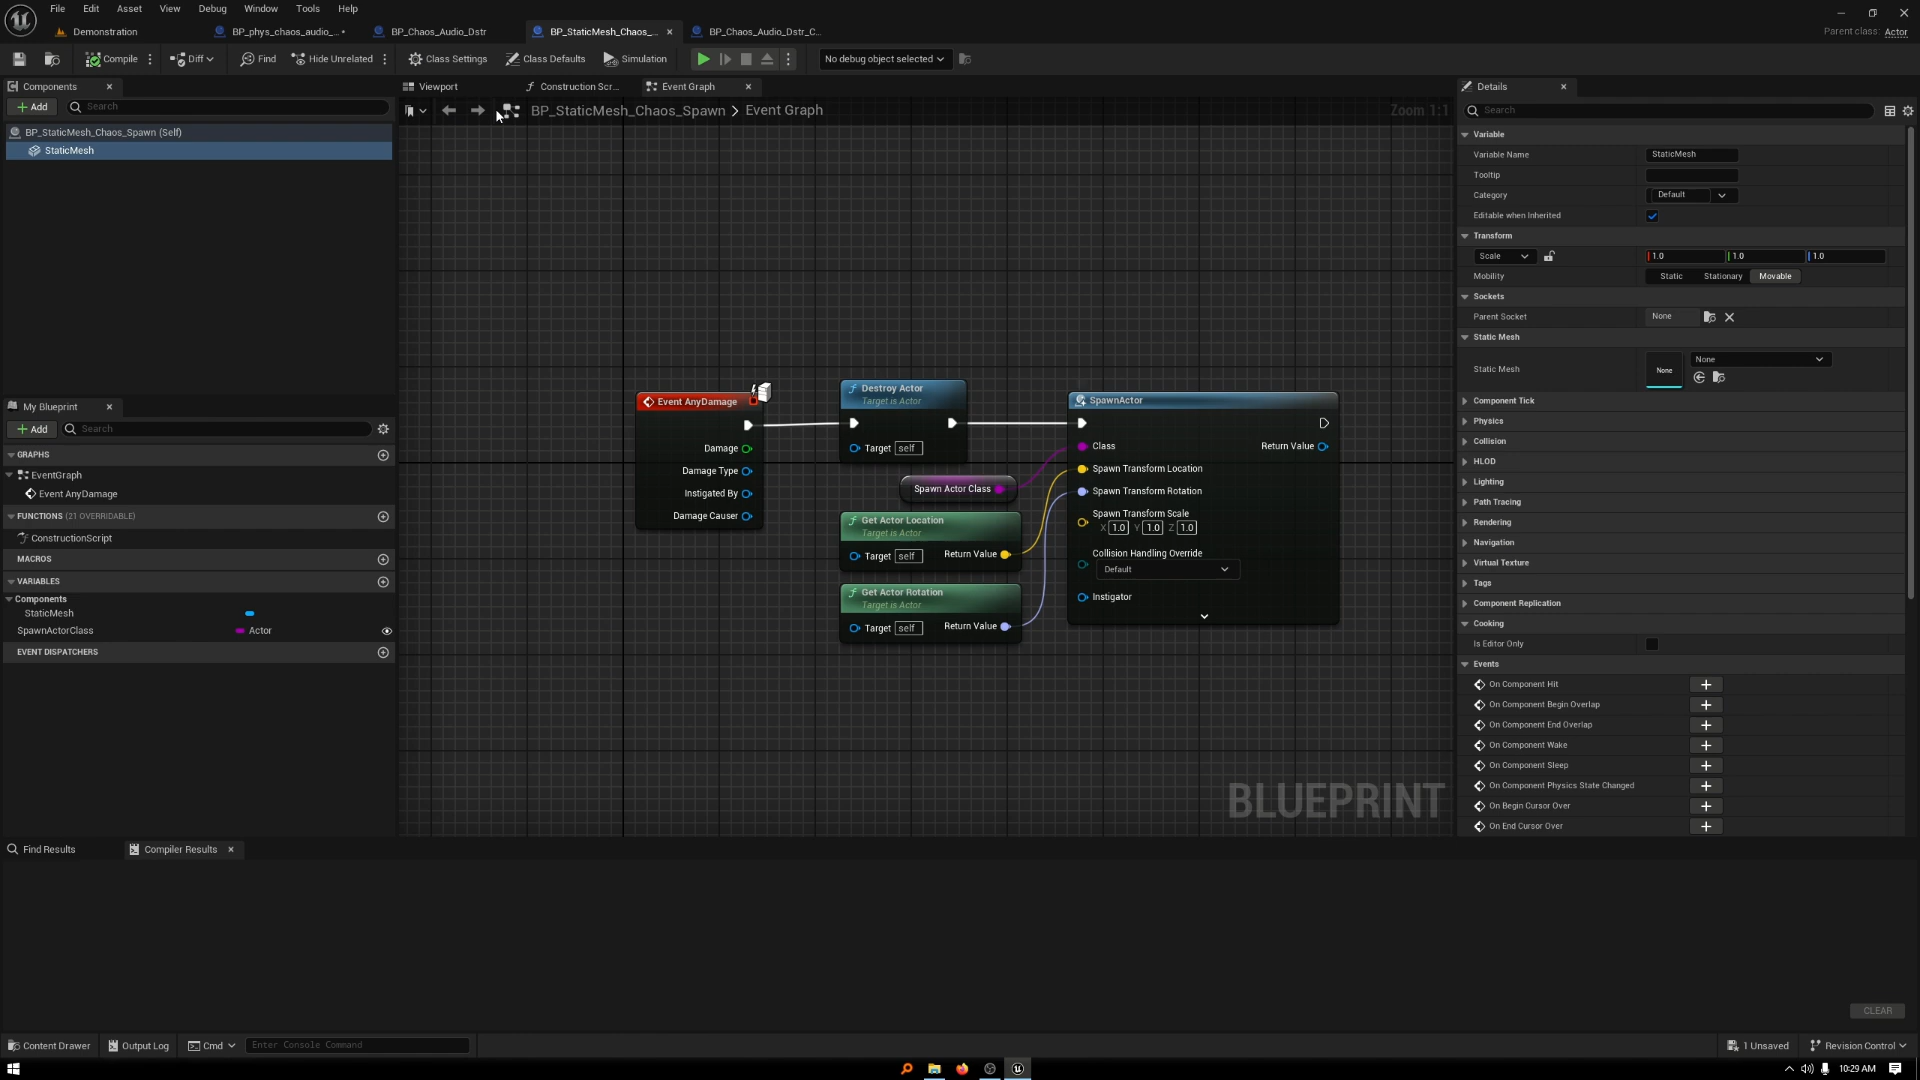 File Edit Asset View Debug Window Tools Help
Demonstration
BP_phys_chaos_audio_...•
BP_Chaos_Audio_Dstr
BP_StaticMesh_Chaos_...
BP_Chaos_Audio_Dstr_C...
Parent class: Actor
Compile
Diff
Find
Hide Unrelated
Class Settings
Class Defaults
Simulation
No debug object selected
Components
Add
Search
BP_StaticMesh_Chaos_Spawn (Self)
StaticMesh
Viewport
Construction Scr...
Event Graph
BP_StaticMesh_Chaos_Spawn > Event Graph
Zoom 1:1
Event AnyDamage
Damage
Damage Type
Instigated By
Damage Causer
Destroy Actor
Target is Actor
Target self
Spawn Actor Class
Get Actor Location
Target is Actor
Target self Return Value
Get Actor Rotation
Target is Actor
Target self Return Value
SpawnActor
Class Return Value
Spawn Transform Location
Spawn Transform Rotation
Spawn Transform Scale
X 1.0 Y 1.0 Z 1.0
Collision Handling Override
Default
Instigator
BLUEPRINT
My Blueprint
Add
Search
GRAPHS
EventGraph
Event AnyDamage
FUNCTIONS (21 OVERRIDABLE)
ConstructionScript
MACROS
VARIABLES
Components
StaticMesh
SpawnActorClass Actor
EVENT DISPATCHERS
Details
Search
Variable
Variable Name StaticMesh
Tooltip
Category Default
Editable when Inherited
Transform
Scale 1.0 1.0 1.0
Mobility Static Stationary Movable
Sockets
Parent Socket None
Static Mesh
Static Mesh None None
Component Tick
Physics
Collision
HLOD
Lighting
Path Tracing
Rendering
Navigation
Virtual Texture
Tags
Component Replication
Cooking
Is Editor Only
Events
On Component Hit
On Component Begin Overlap
On Component End Overlap
On Component Wake
On Component Sleep
On Component Physics State Changed
On Begin Cursor Over
On End Cursor Over
Find Results
Compiler Results
CLEAR
Content Drawer
Output Log
Cmd
Enter Console Command
1 Unsaved
Revision Control
10:29 AM